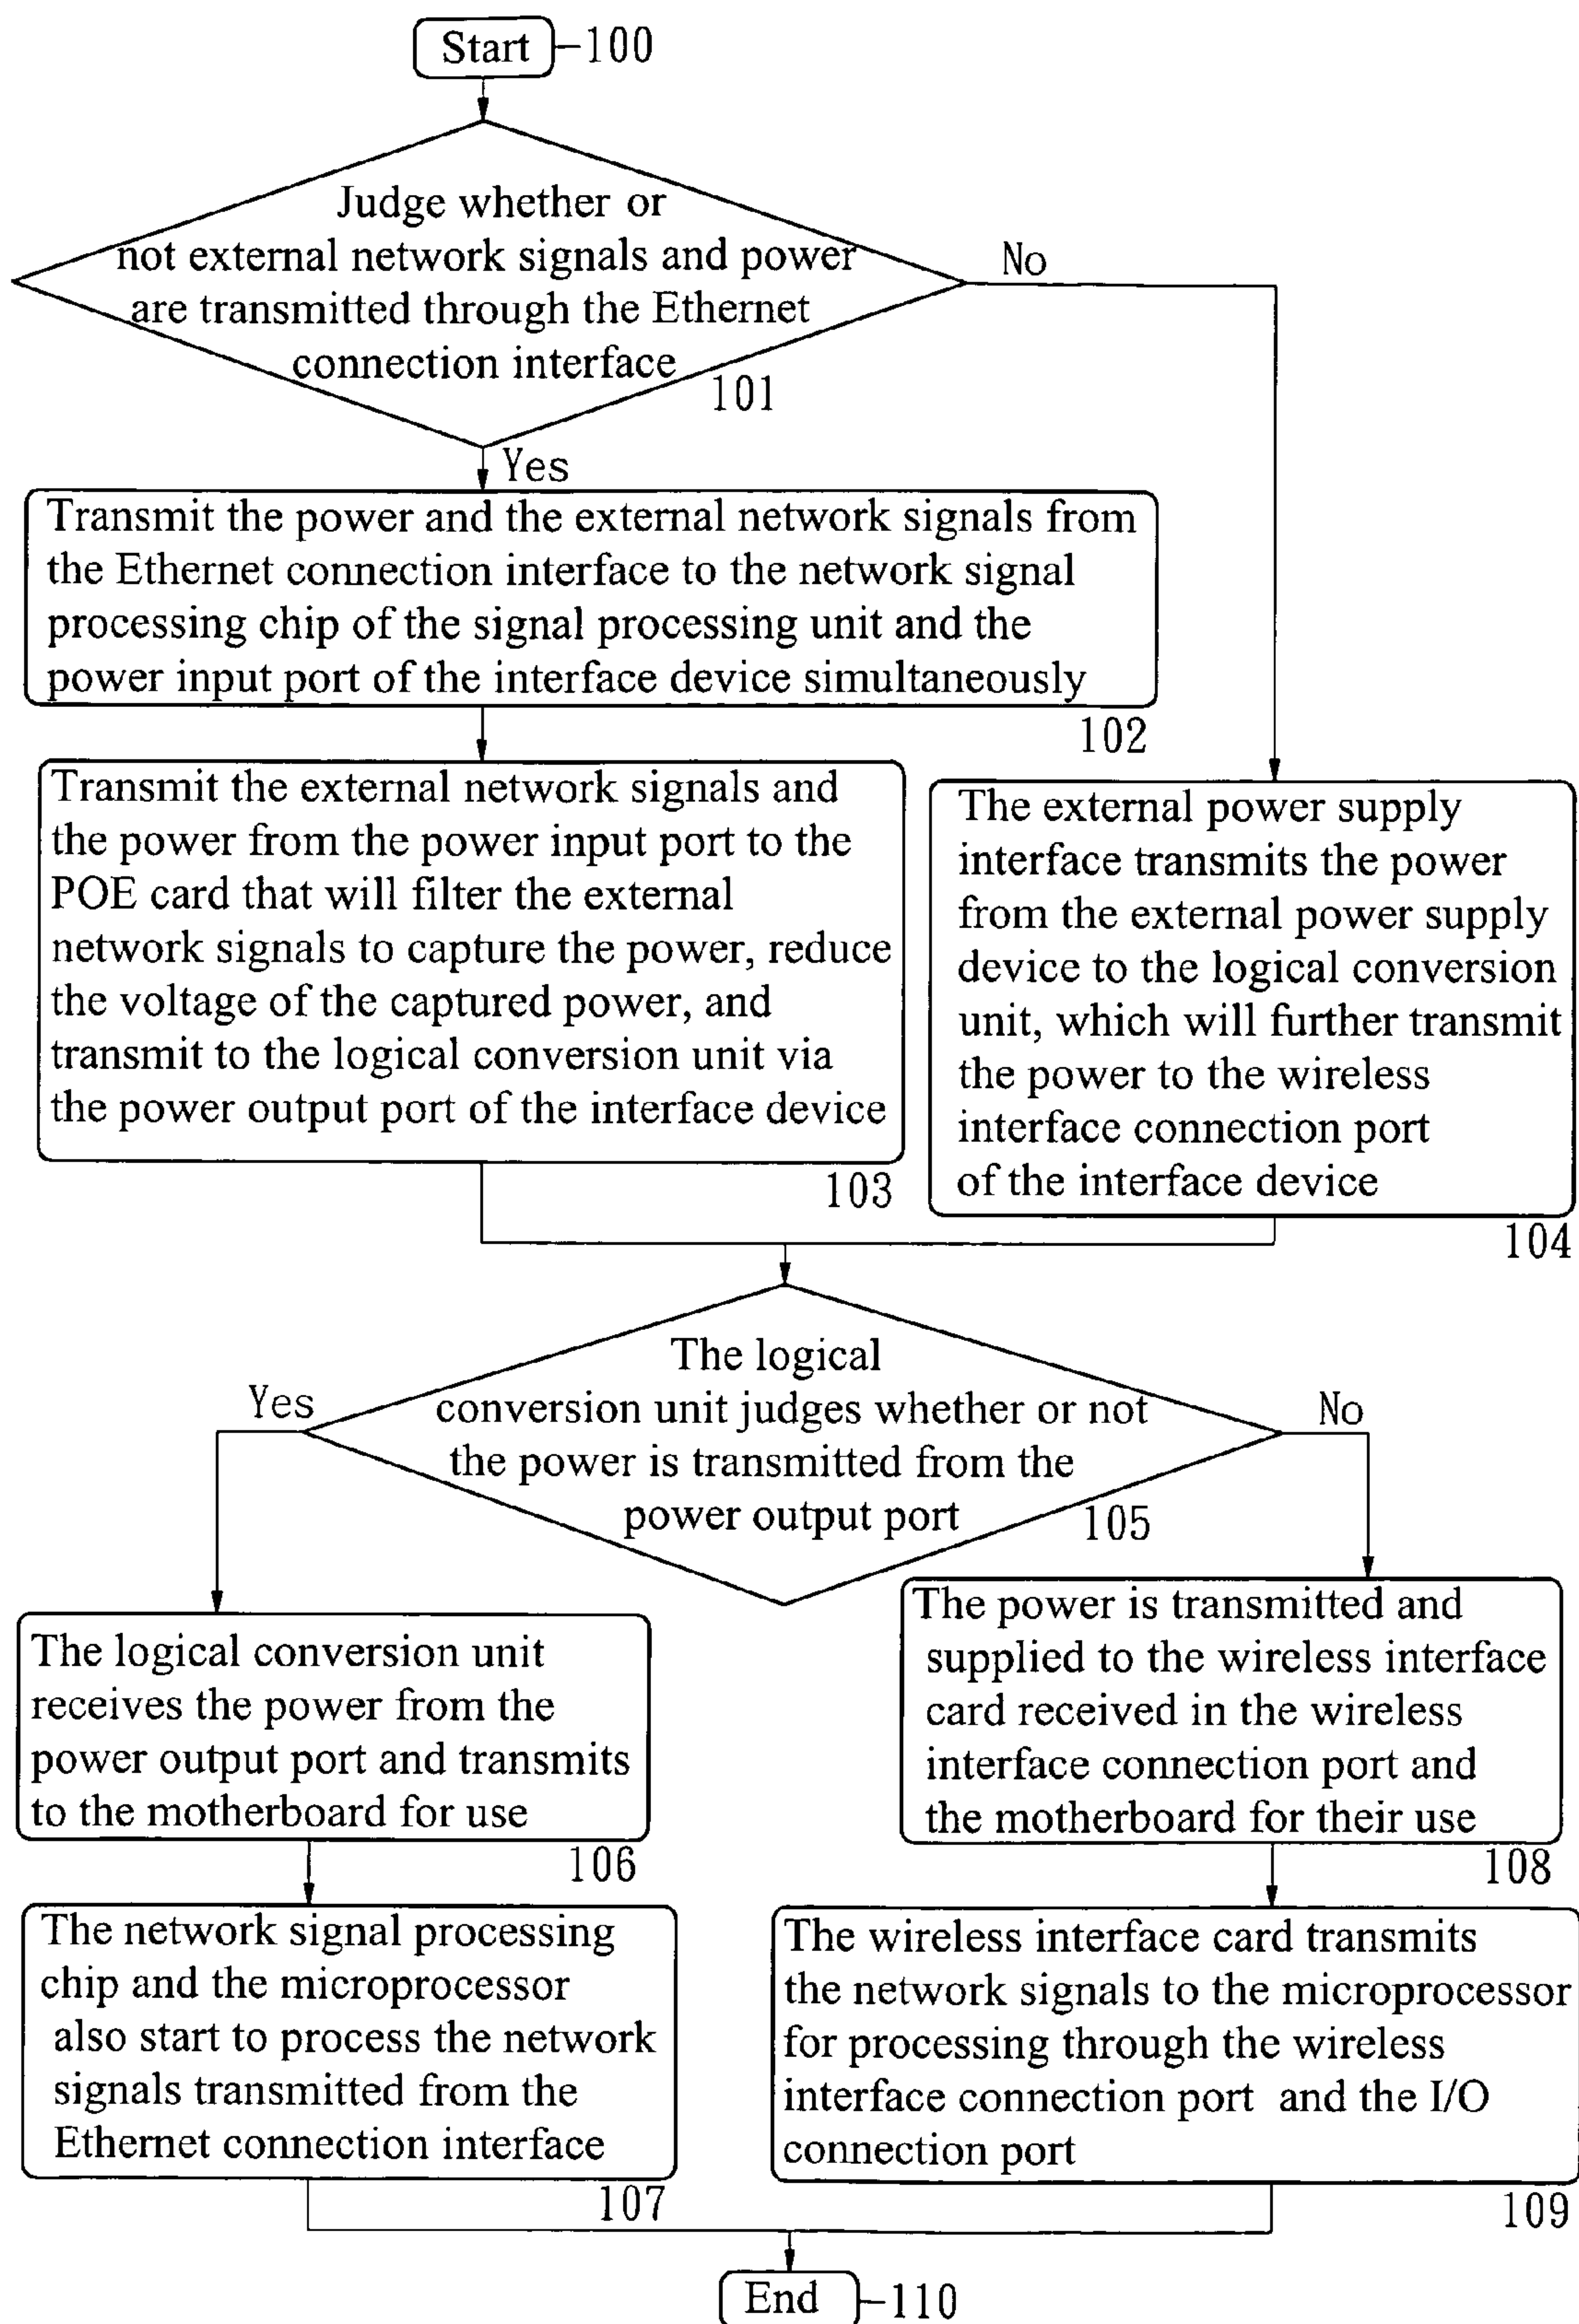 Start
100
Judge whether or
not external network signals and power
are transmitted through the Ethernet
connection interface
101
No
Yes
Transmit the power and the external network signals from
the Ethernet connection interface to the network signal
processing chip of the signal processing unit and the
power input port of the interface device simultaneously
102
Transmit the external network signals and
the power from the power input port to the
POE card that will filter the external
network signals to capture the power, reduce
the voltage of the captured power, and
transmit to the logical conversion unit via
the power output port of the interface device
103
The external power supply
interface transmits the power
from the external power supply
device to the logical conversion
unit, which will further transmit
the power to the wireless
interface connection port
of the interface device
104
The logical
conversion unit judges whether or not
the power is transmitted from the
power output port
105
Yes
No
The logical conversion unit
receives the power from the
power output port and transmits
to the motherboard for use
106
The power is transmitted and
supplied to the wireless interface
card received in the wireless
interface connection port and
the motherboard for their use
108
The network signal processing
chip and the microprocessor
also start to process the network
signals transmitted from the
Ethernet connection interface
107
The wireless interface card transmits
the network signals to the microprocessor
for processing through the wireless
interface connection port and the I/O
connection port
109
End
110